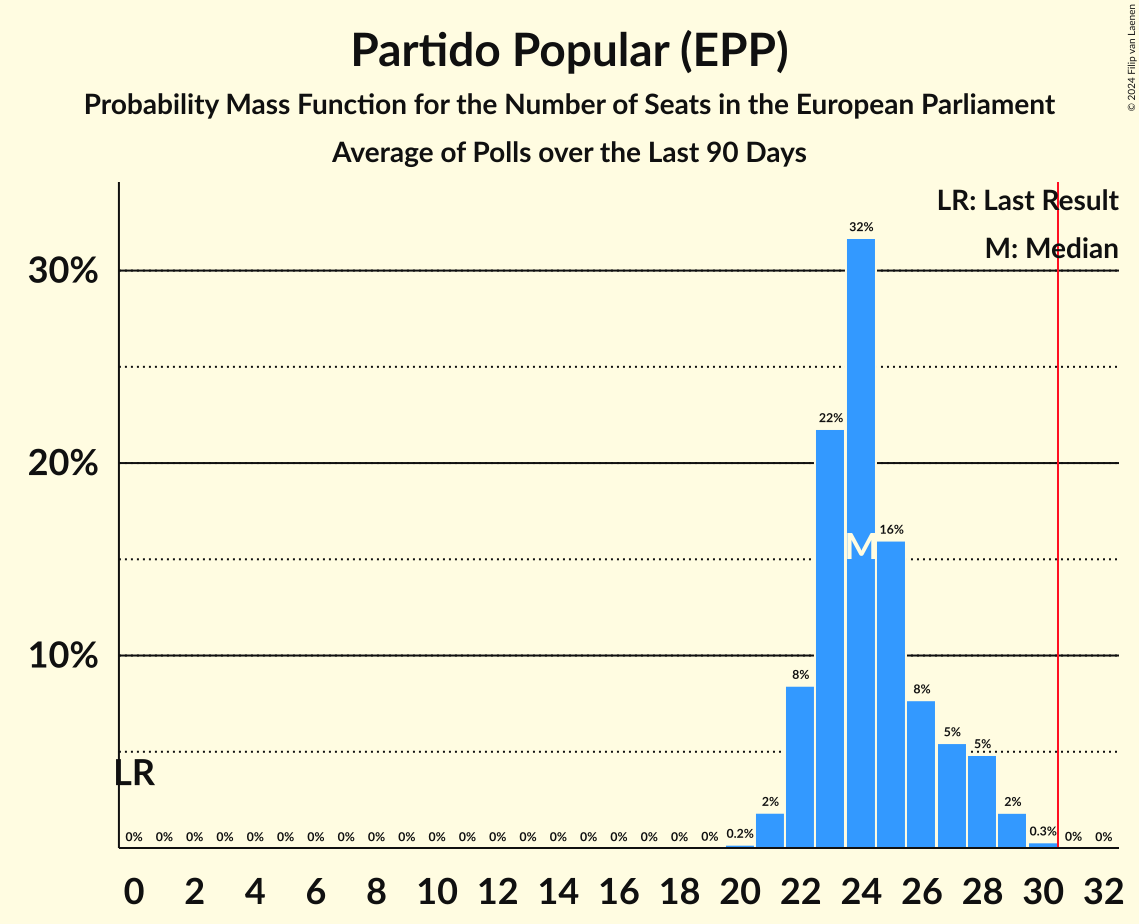 Partido Popular (EPP)
Probability Mass Function for the Number of Seats in the European Parliament
Average of Polls over the Last 90 Days
© 2024 Filip van Laenen
LR: Last Result
M: Median
30%
20%
10%
32%
22%
16%
8%
8%
5%
5%
2%
2%
0.2%
0.3%
M
LR
0% 0% 0% 0% 0% 0% 0% 0% 0% 0% 0% 0% 0% 0% 0% 0% 0% 0% 0% 0% 0% 0%
0 2 4 6 8 10 12 14 16 18 20 22 24 26 28 30 32